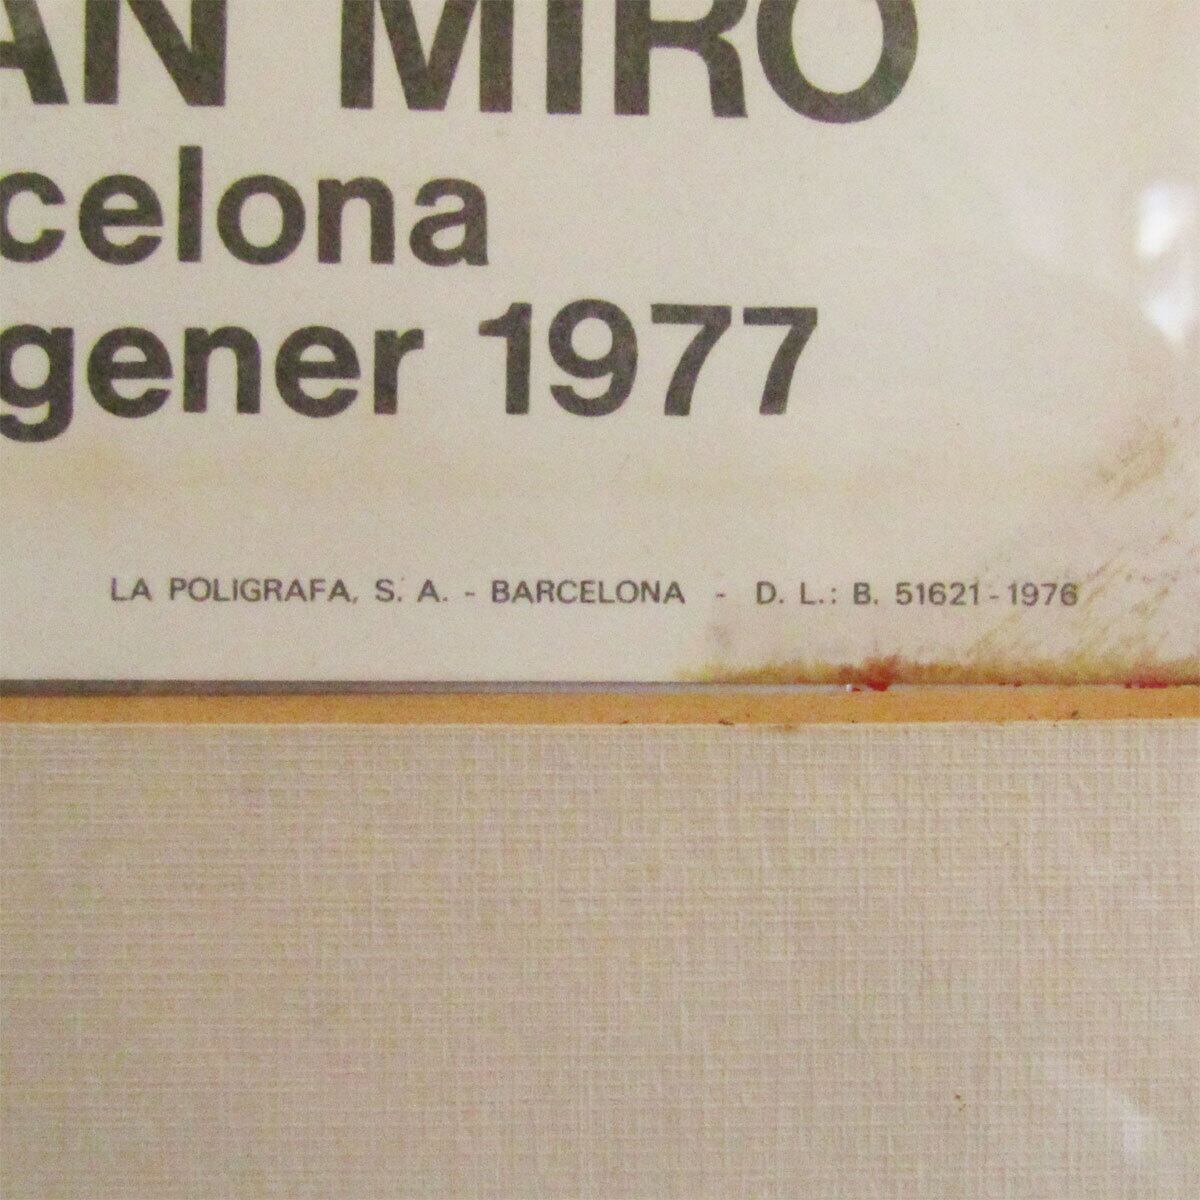 AN MIRO
celona
gener 1977
LA POLIGRAFA, S. A. - BARCELONA - D. L.: B. 51621-1976